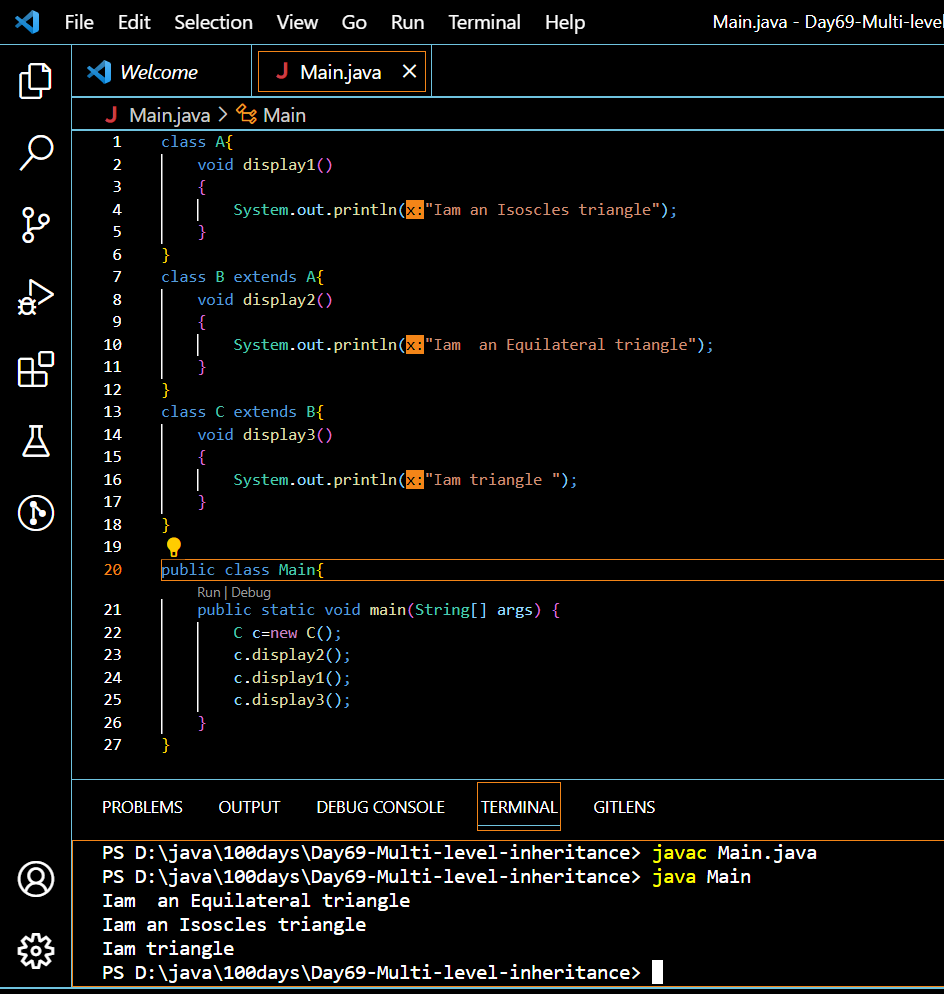 File Edit Selection View Go Run Terminal Help Main.java - Day69-Multi-level
Welcome J Main.java ×
J Main.java > Main
1 class A{
2     void display1()
3     {
4         System.out.println(x:"Iam an Isoscles triangle");
5     }
6 }
7 class B extends A{
8     void display2()
9     {
10         System.out.println(x:"Iam  an Equilateral triangle");
11     }
12 }
13 class C extends B{
14     void display3()
15     {
16         System.out.println(x:"Iam triangle ");
17     }
18 }
19
20 public class Main{
Run | Debug
21     public static void main(String[] args) {
22         C c=new C();
23         c.display2();
24         c.display1();
25         c.display3();
26     }
27 }
PROBLEMS OUTPUT DEBUG CONSOLE TERMINAL GITLENS
PS D:\java\100days\Day69-Multi-level-inheritance> javac Main.java
PS D:\java\100days\Day69-Multi-level-inheritance> java Main
Iam  an Equilateral triangle
Iam an Isoscles triangle
Iam triangle
PS D:\java\100days\Day69-Multi-level-inheritance>